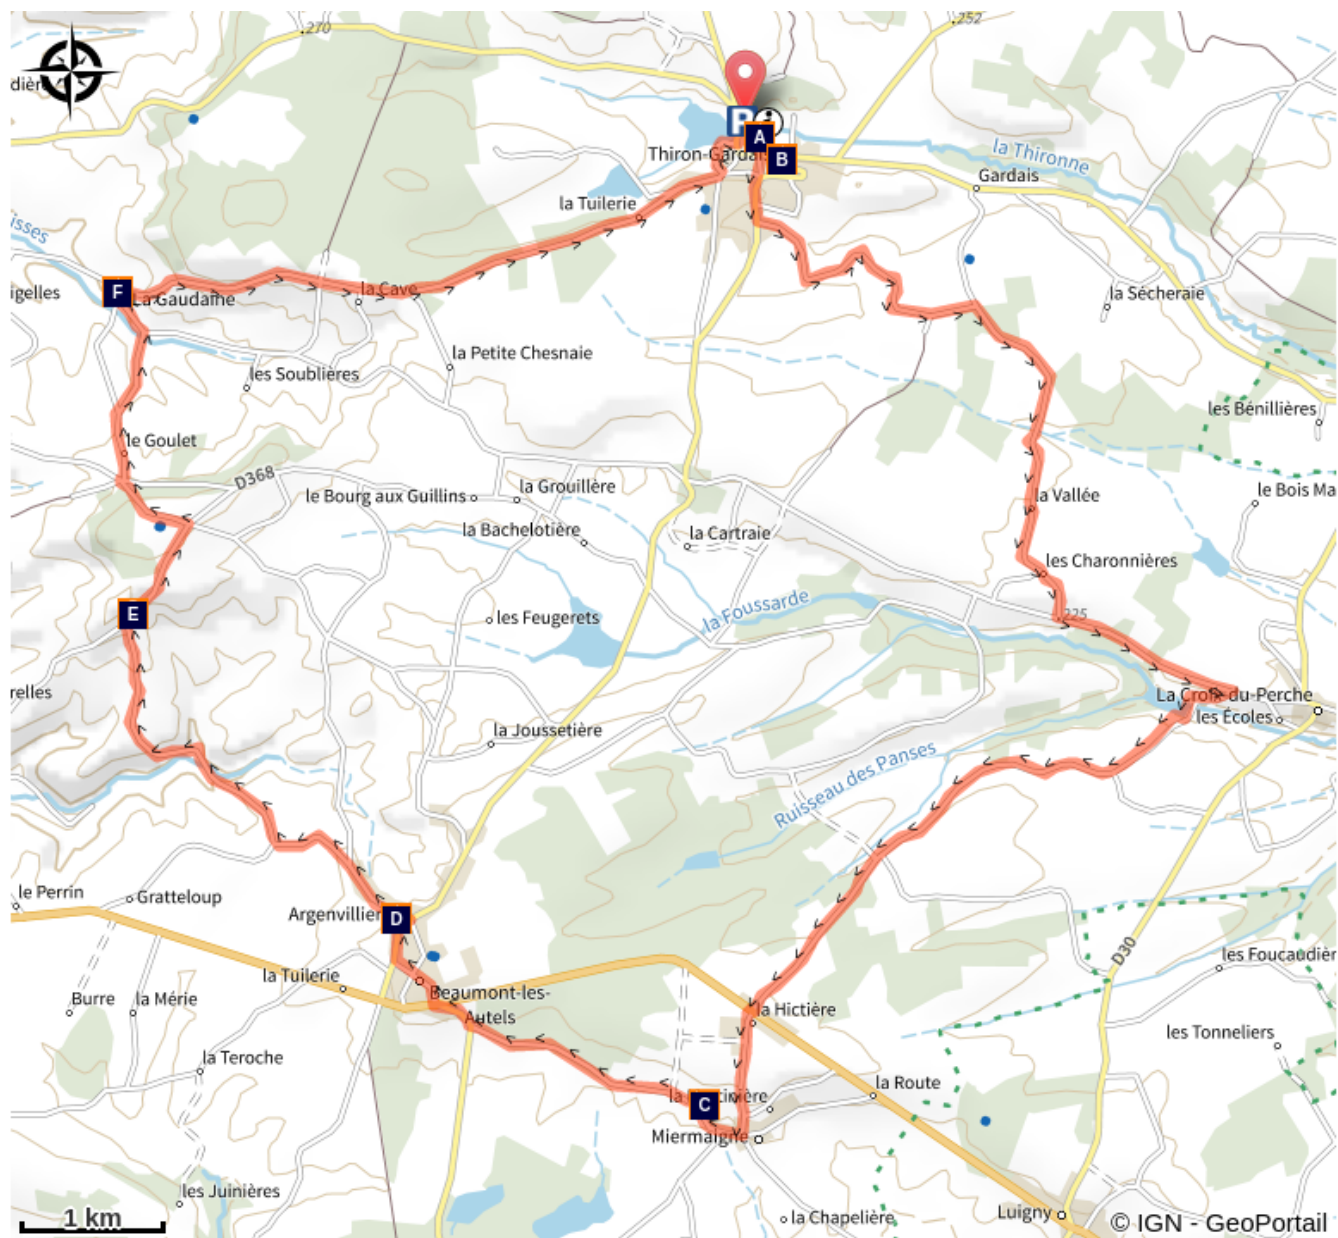 270
252
dière
P
A
B
Thiron-Gardais
la Thironne
Gardais
la Tuilerie
isses
igelles
F
La Gaudaine
la Cave
la Sécheraie
la Petite Chesnaie
les Soublières
les Bénillières
le Goulet
D368
le Bourg aux Guillins
la Grouillère
la Vallée
le Bois Ma
la Bachelotière
la Cartraie
les Charonnières
E
les Feugerets
la Foussarde
225
relles
La Croix-du-Perche
les Écoles
la Joussetière
Ruisseau des Panses
le Perrin
Gratteloup
Argenvilliers
D
D30
les Foucaudièr
la Tuilerie
Burre
la Mérie
Beaumont-les-
Autels
la Hictière
les Tonneliers
la Teroche
la Route
C
Miermaigne
les Juinières
1 km
la Chapelière
Luigny
© IGN - GeoPortail